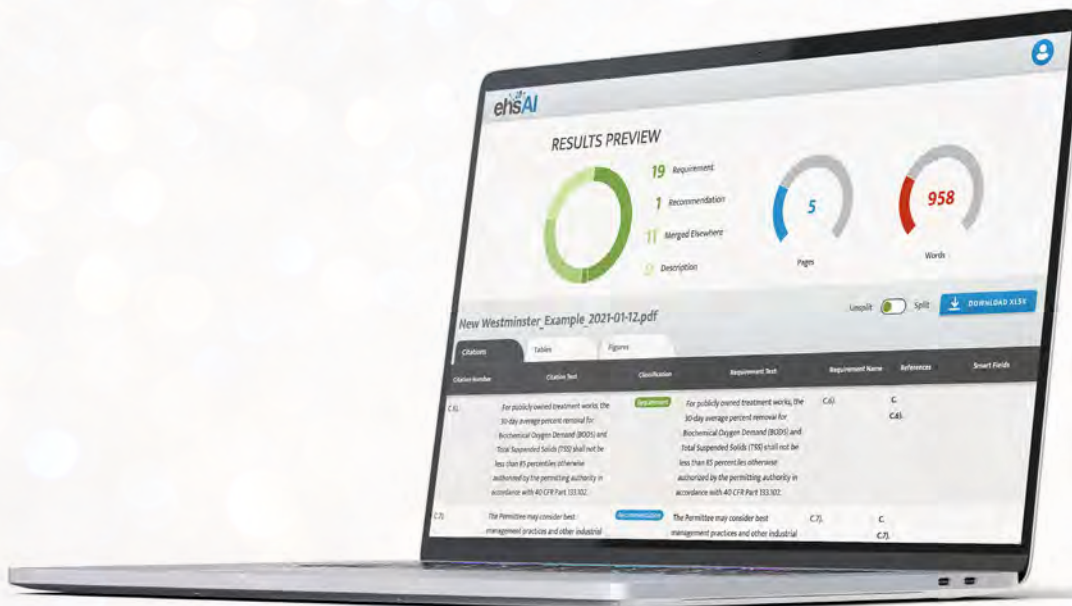 ehsAI
RESULTS PREVIEW
19 Requirement
1 Recommendation
11 Merged Elsewhere
9 Description
5
Pages
958
Words
New Westminster_Example_2021-01-12.pdf
Unsplit Split DOWNLOAD XLSX
Citations Tables Figures
Citation Number Citation Text Classification Requirement Text Requirement Name References Smart Fields
C.6). For publicly owned treatment works, the Requirement For publicly owned treatment works, the C.6). C.
30-day average percent removal for 30-day average percent removal for C.6).
Biochemical Oxygen Demand (BOD5) and Biochemical Oxygen Demand (BOD5) and
Total Suspended Solids (TSS) shall not be Total Suspended Solids (TSS) shall not be
less than 85 percentiles otherwise less than 85 percentiles otherwise
authorized by the permitting authority in authorized by the permitting authority in
accordance with 40 CFR Part 133.102. accordance with 40 CFR Part 133.102.
C.7). The Permittee may consider best Recommendation The Permittee may consider best C.7). C.
management practices and other industrial management practices and other industrial C.7).